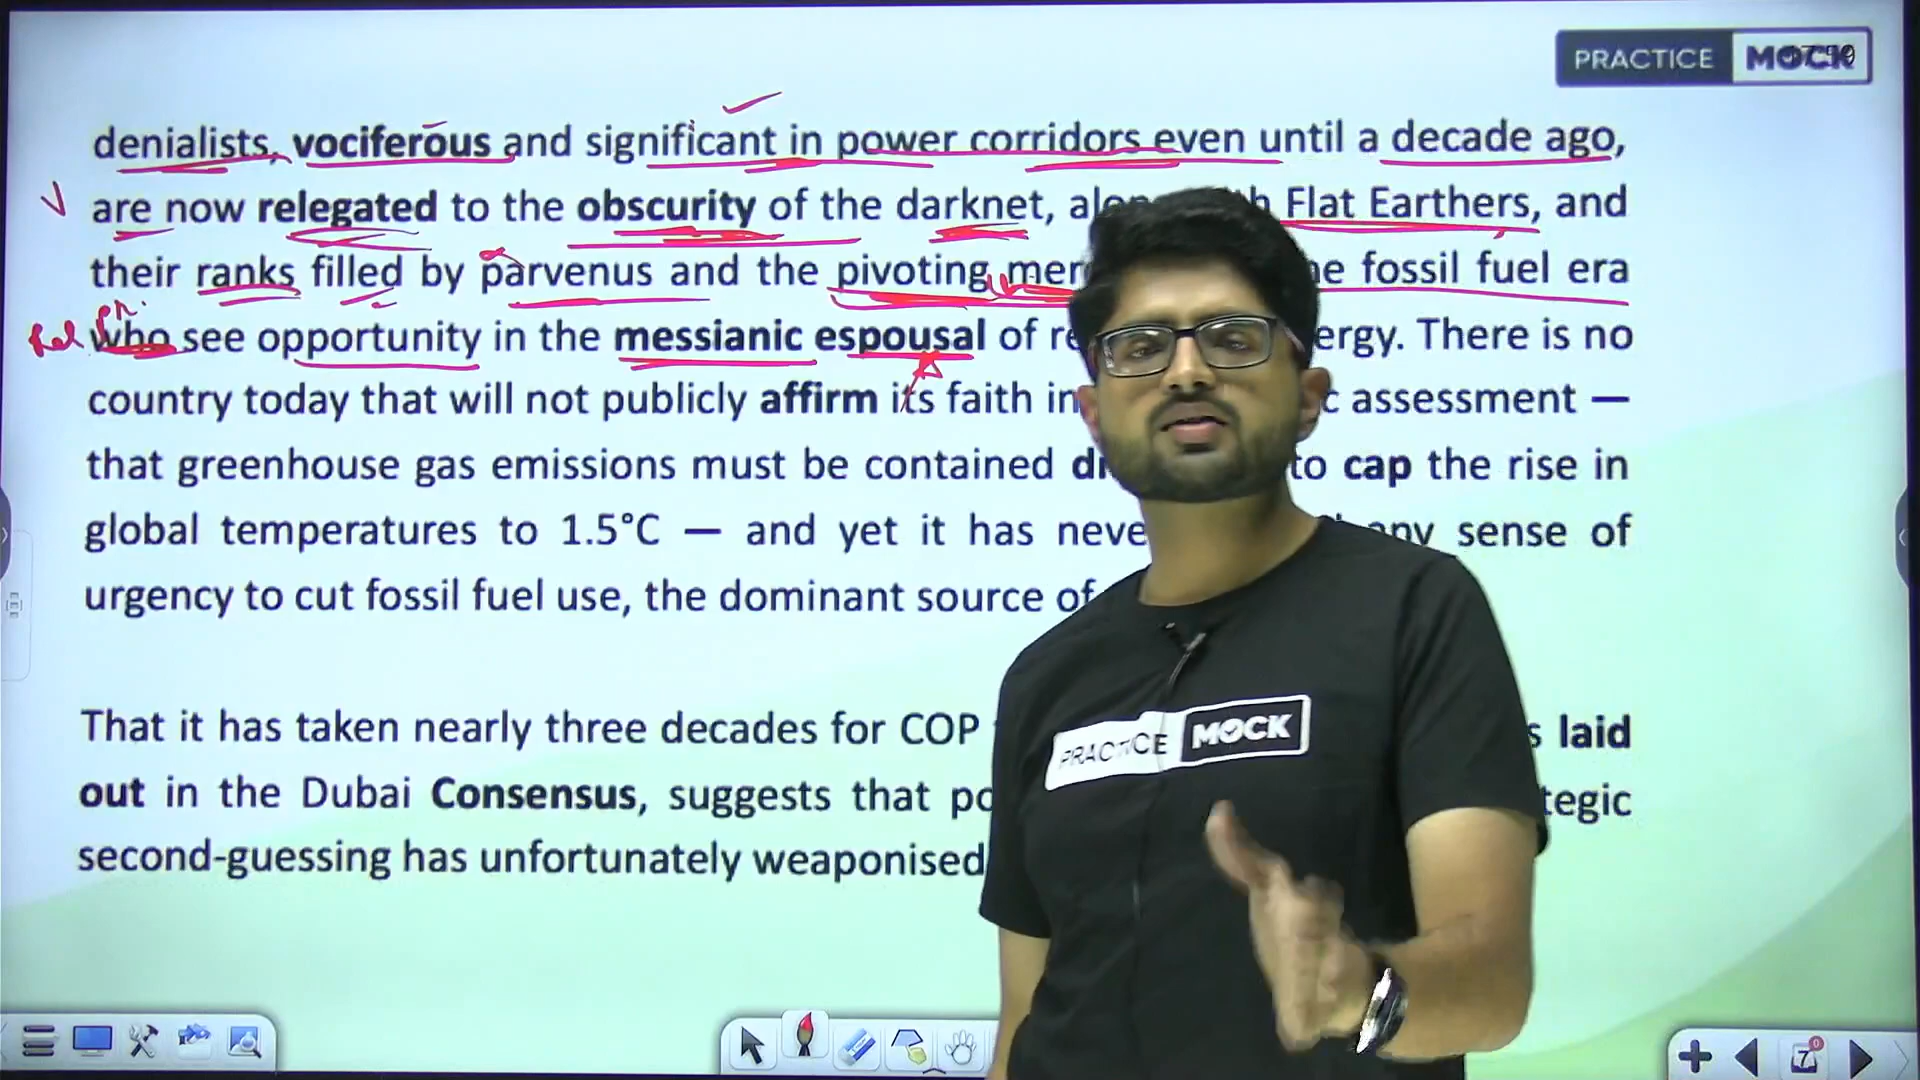 PRACTICE MOCK
denialists, vociferous and significant in power corridors even until a decade ago,
are now relegated to the obscurity of the darknet, Flat Earthers, and
their ranks filled by parvenus and the pivoting fossil fuel era
who see opportunity in the messianic espousal of There is no
country today that will not publicly affirm its faith in assessment —
that greenhouse gas emissions must be contained to cap the rise in
global temperatures to 1.5°C — and yet it has sense of
urgency to cut fossil fuel use, the dominant source of
That it has taken nearly three decades for COP laid
out in the Dubai Consensus, suggests that
second-guessing has unfortunately weaponised
PRACTICE MOCK
7